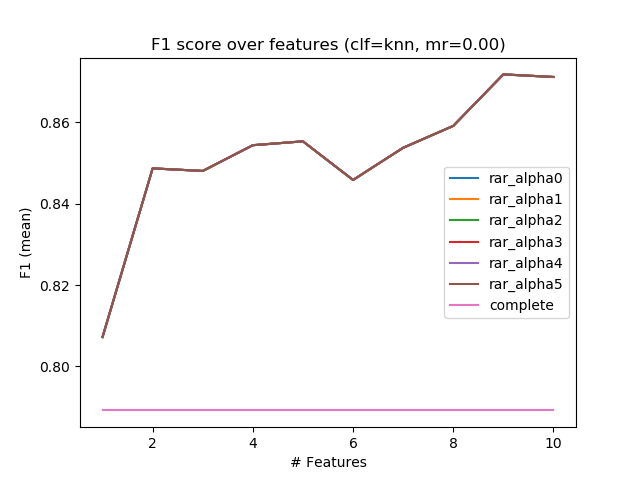 F1 score over features (clf=knn, mr=0.00)
F1 (mean)
0.86
0.84
0.82
0.80
rar_alpha0
rar_alpha1
rar_alpha2
rar_alpha3
rar_alpha4
rar_alpha5
complete
2 4 6 8 10
# Features